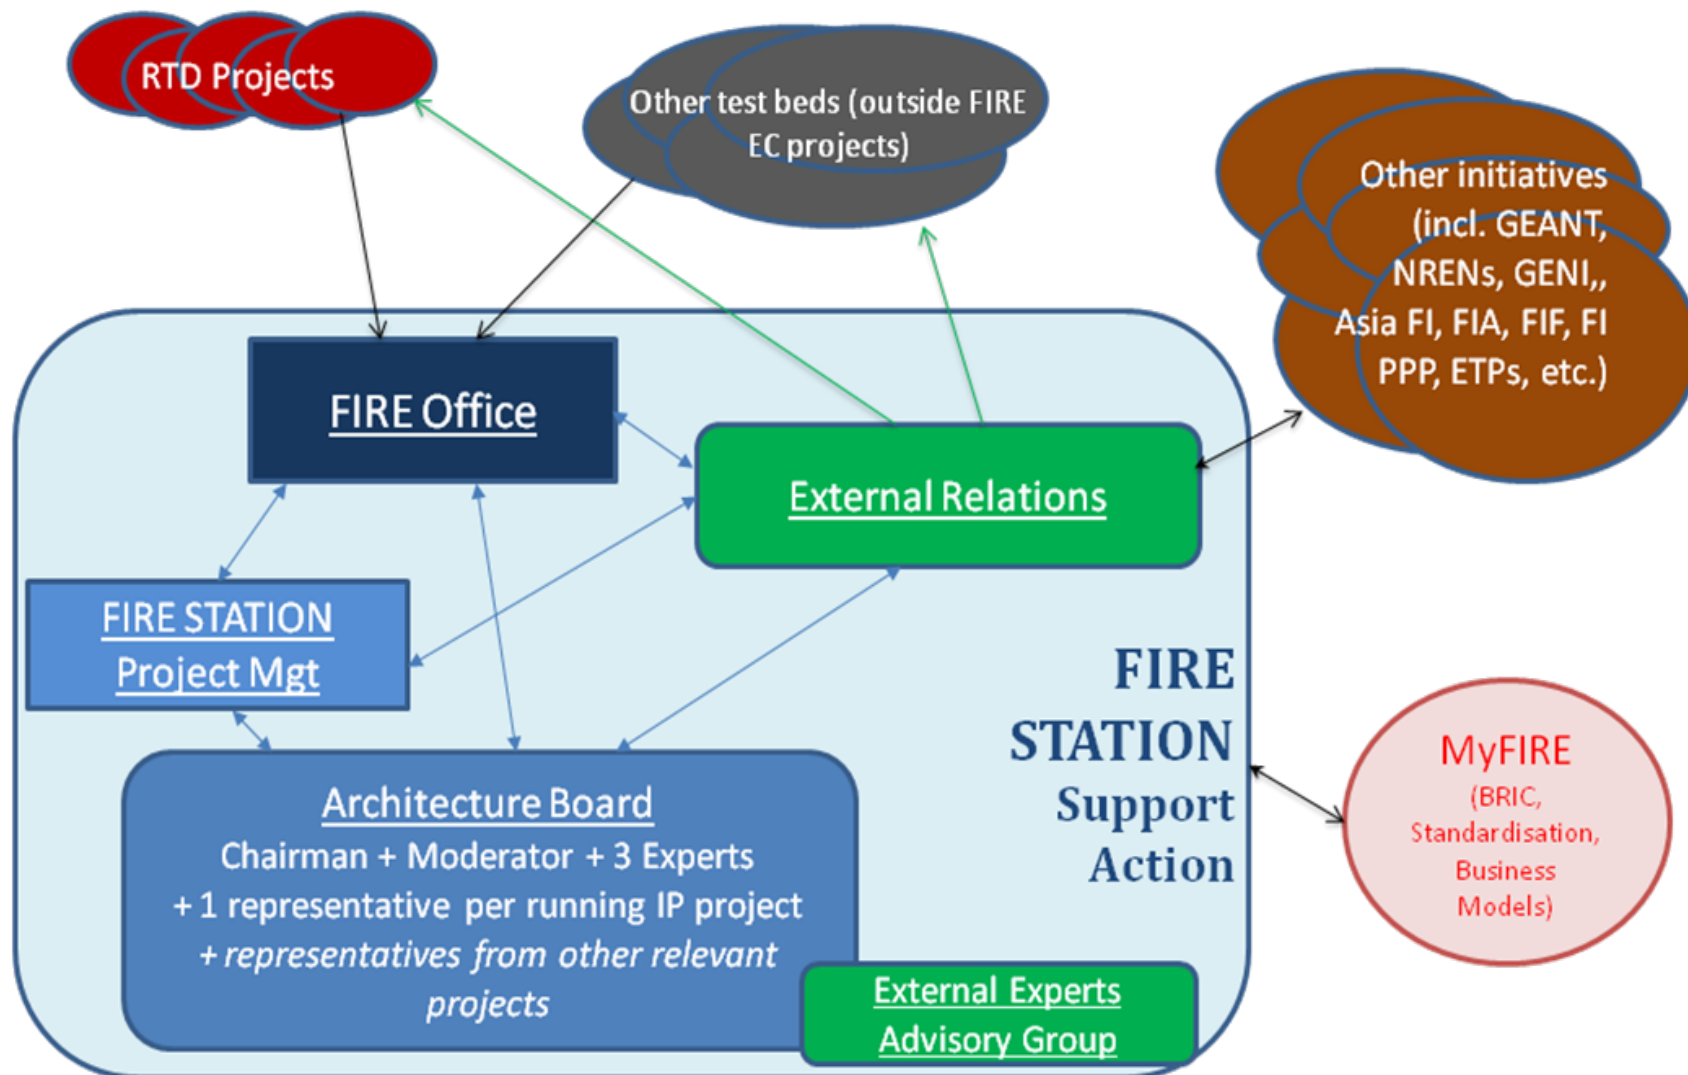 RTD Projects
Other test beds (outside FIRE
EC projects)
Other initiatives
(incl. GEANT,
NRENs, GENI,,
Asia FI, FIA, FIF, FI
PPP, ETPs, etc.)
FIRE Office
External Relations
FIRE STATION
Project Mgt
FIRE
STATION
Support
Action
MyFIRE
(BRIC,
Standardisation,
Business
Models)
Architecture Board
Chairman + Moderator + 3 Experts
+ 1 representative per running IP project
+ representatives from other relevant
projects
External Experts
Advisory Group